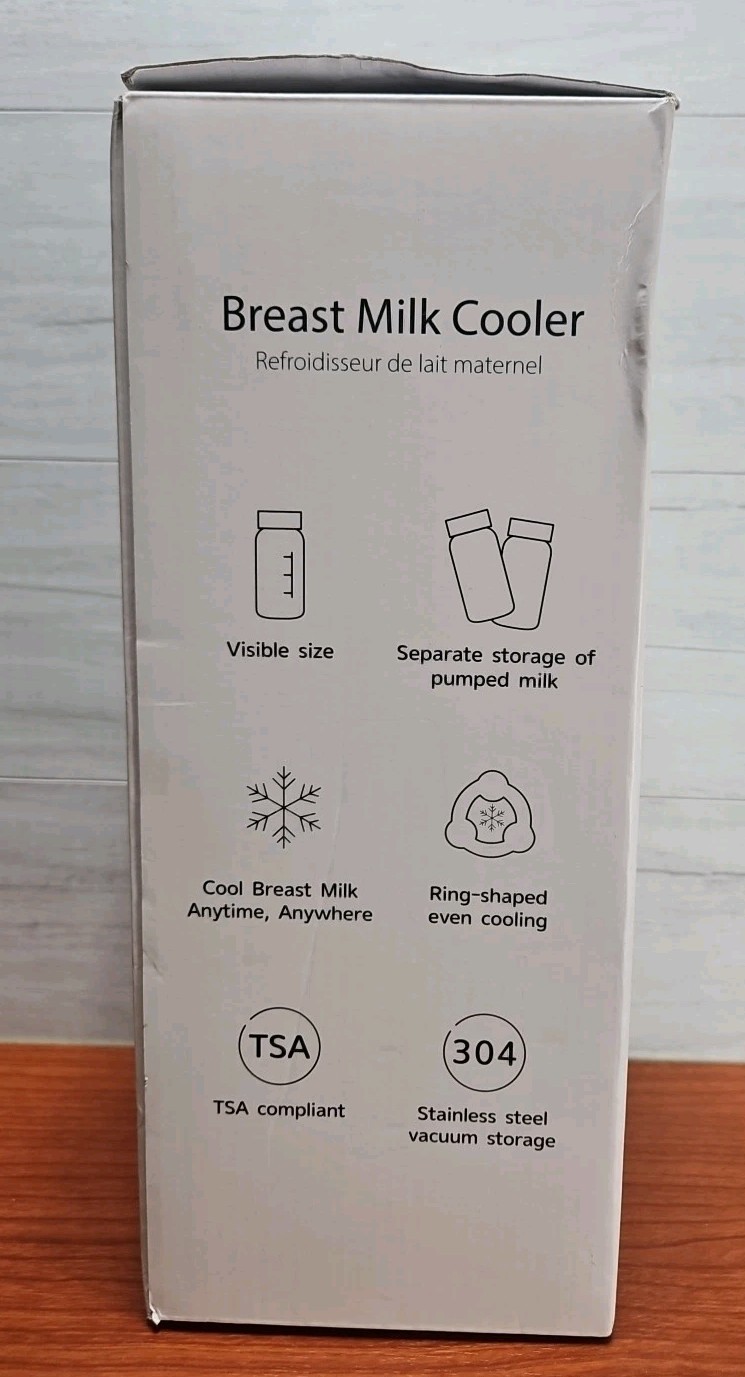 Breast Milk Cooler
Refroidisseur de lait maternel
Visible size
Separate storage of
pumped milk
Cool Breast Milk
Anytime, Anywhere
Ring-shaped
even cooling
TSA
TSA compliant
304
Stainless steel
vacuum storage